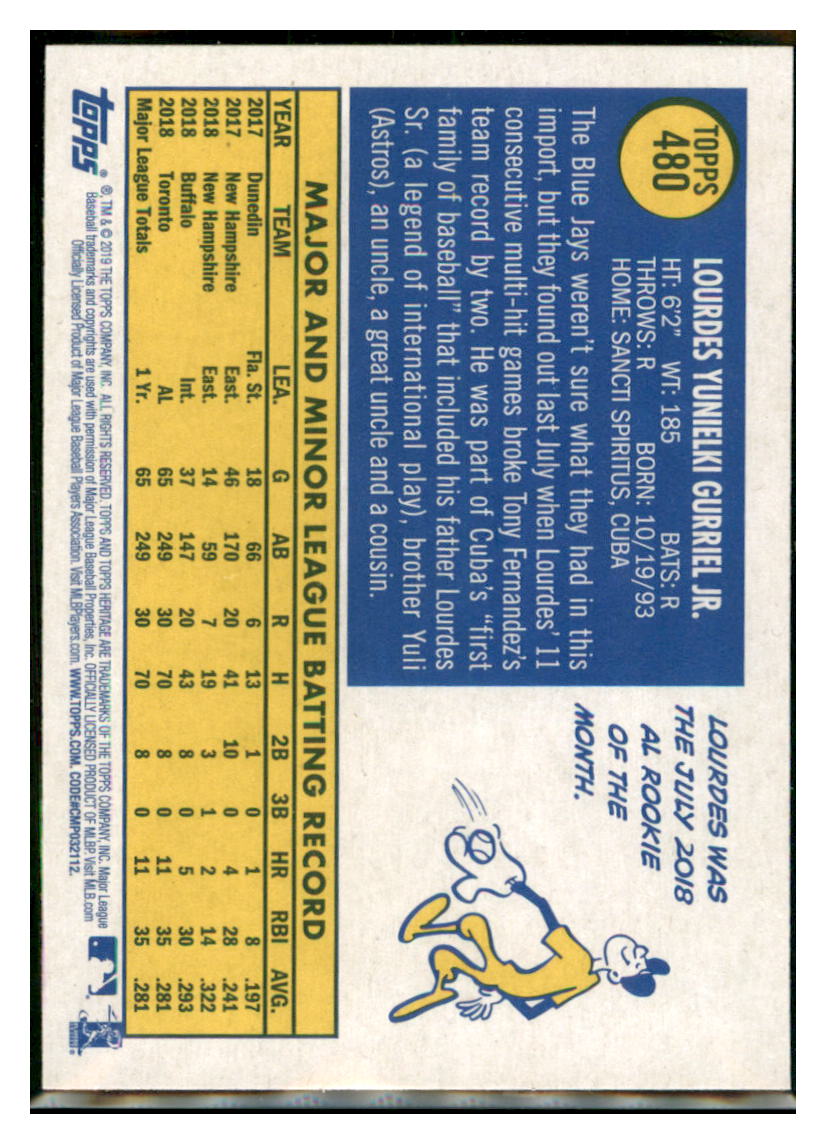 TOPPS
480
LOURDES YUNIELKI GURRIEL JR.
HT: 6'2" WT: 185 BATS: R
THROWS: R BORN: 10/19/93
HOME: SANCTI SPIRITUS, CUBA
The Blue Jays weren't sure what they had in this
import, but they found out last July when Lourdes' 11
consecutive multi-hit games broke Tony Fernandez's
team record by two. He was part of Cuba's "first
family of baseball" that included his father Lourdes
Sr. (a legend of international play), brother Yuli
(Astros), an uncle, a great uncle and a cousin.
LOURDES WAS
THE JULY 2018
AL ROOKIE
OF THE
MONTH.
MAJOR AND MINOR LEAGUE BATTING RECORD
YEAR TEAM LEA. G AB R H 2B 3B HR RBI AVG.
2017 Dunedin Fla. St. 18 66 6 13 1 0 1 8 .197
2017 New Hampshire East. 46 170 20 41 10 0 4 28 .241
2018 New Hampshire East. 14 59 7 19 3 1 2 14 .322
2018 Buffalo Int. 37 147 20 43 8 0 5 30 .293
2018 Toronto AL 65 249 30 70 8 0 11 35 .281
Major League Totals 1 Yr. 65 249 30 70 8 0 11 35 .281
topps®
®, TM & © 2019 THE TOPPS COMPANY, INC. ALL RIGHTS RESERVED. TOPPS AND TOPPS HERITAGE ARE TRADEMARKS OF THE TOPPS COMPANY, INC. Major League
Baseball trademarks and copyrights are used with permission of Major League Baseball Properties, Inc. OFFICIALLY LICENSED PRODUCT OF MLBP. Visit MLB.com
Officially Licensed Product of Major League Baseball Players Association. Visit MLBPlayers.com. WWW.TOPPS.COM. CODE#CMP032112.